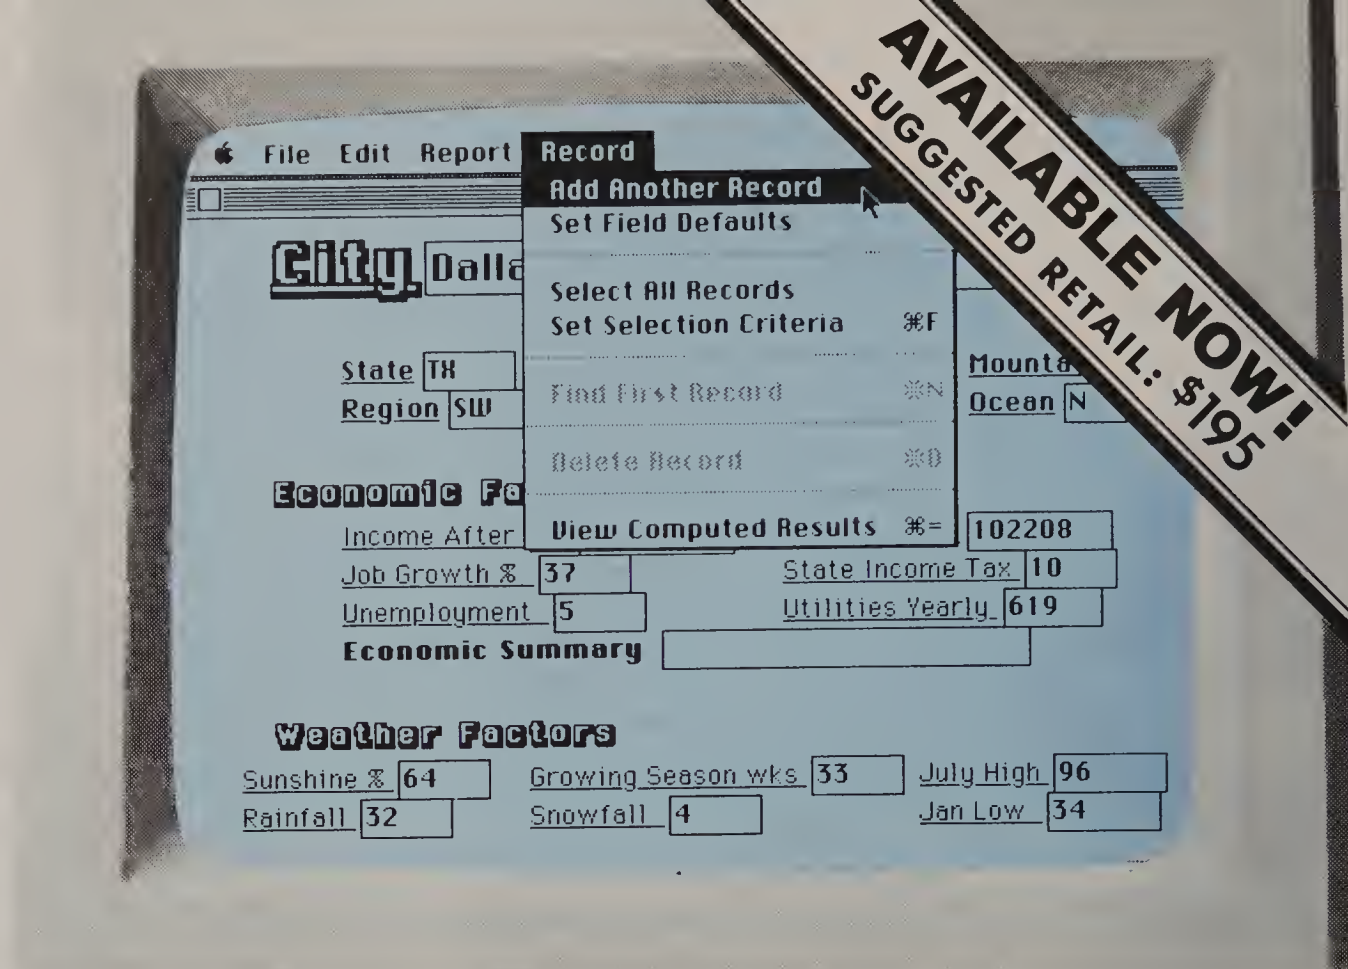 AVAILABLE NOW!
SUGGESTED RETAIL: $195
File Edit Report Record
Add Another Record
Set Field Defaults
Select All Records
Set Selection Criteria ⌘F
Find First Record ⌘N
Delete Record ⌘D
View Computed Results ⌘=
City Dalla
State TX
Region SW
Mounta
Ocean N
Economic Fa
Income After 102208
Job Growth % 37 State Income Tax 10
Unemployment 5 Utilities Yearly 619
Economic Summary
Weather Factors
Sunshine % 64 Growing Season wks 33 July High 96
Rainfall 32 Snowfall 4 Jan Low 34